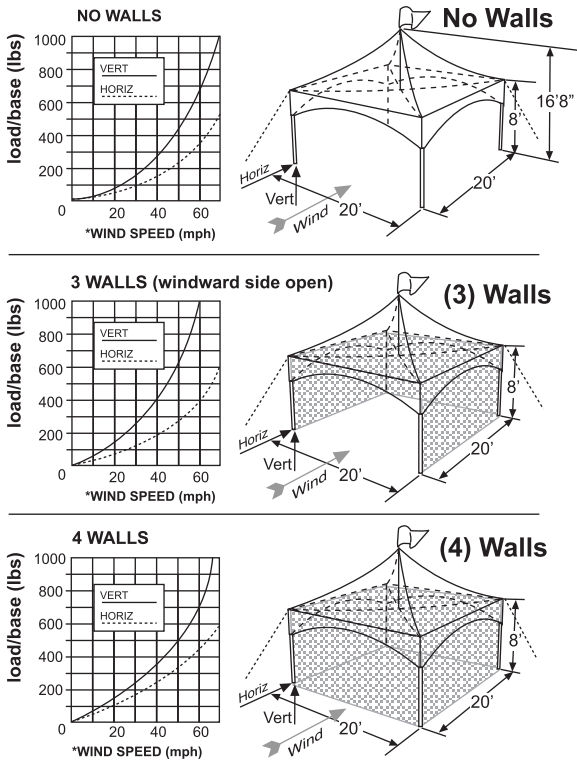 NO WALLS
load/base (lbs)
1000
800
600
400
200
0
20
40
60
VERT
HORIZ
*WIND SPEED (mph)
No Walls
16'8"
8'
20'
20'
Horiz
Vert
Wind
3 WALLS (windward side open)
load/base (lbs)
1000
800
600
400
200
0
20
40
60
VERT
HORIZ
*WIND SPEED (mph)
(3) Walls
8'
20'
20'
Horiz
Vert
Wind
4 WALLS
load/base (lbs)
1000
800
600
400
200
0
20
40
60
VERT
HORIZ
*WIND SPEED (mph)
(4) Walls
8'
20'
20'
Horiz
Vert
Wind